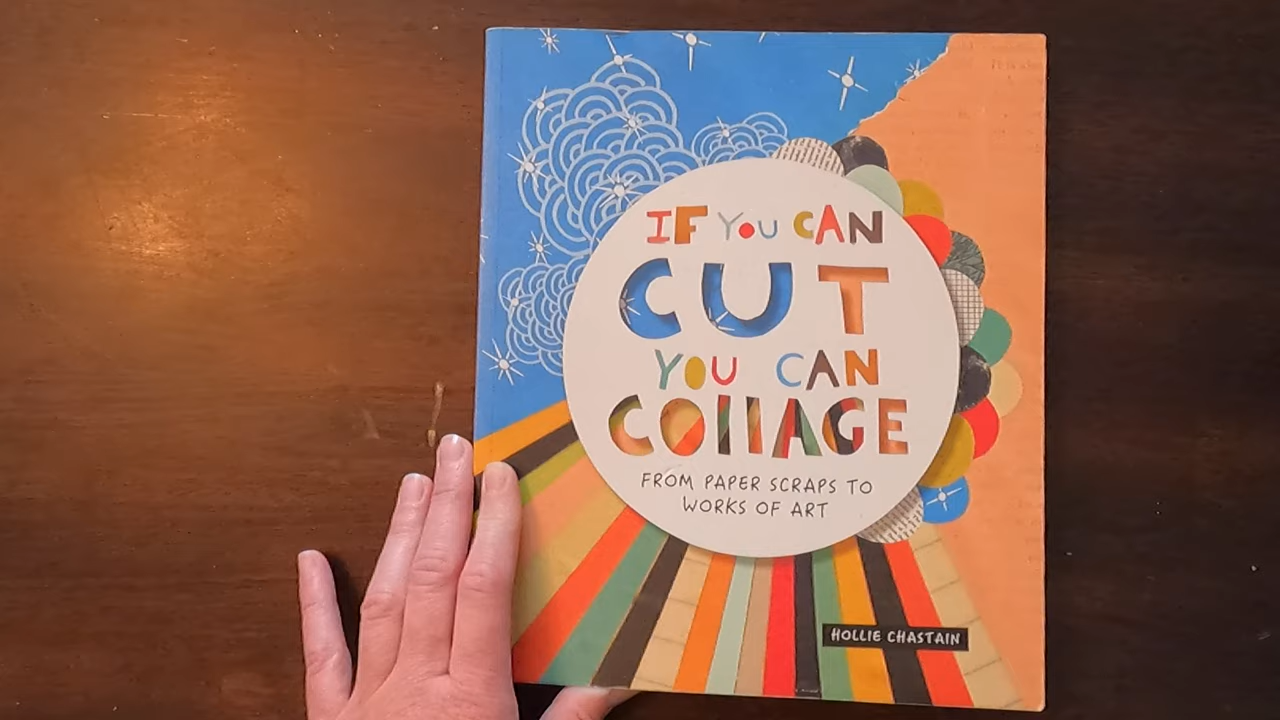 IF YOU CAN
CUT
YOU CAN
COllAGE
FROM PAPER SCRAPS TO
WORKS OF ART
HOLLIE CHASTAIN